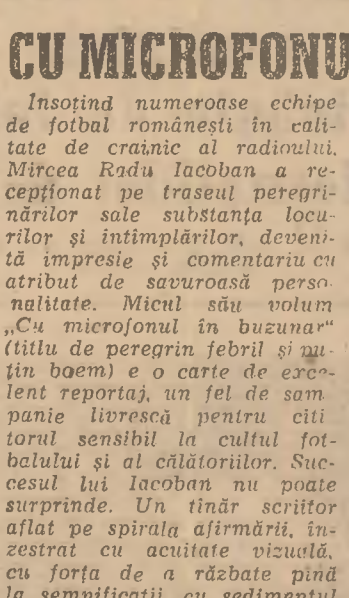 CU MICROFONU
Însoțind numeroase echipe
de fotbal românești în cali-
tate de crainic al radioului,
Mircea Radu Iacoban a re-
cepționat pe traseul peregri-
nărilor sale substanța locu-
rilor și intîmplărilor, deveni-
tă impresie și comentariu cu
atribut de savuroasă perso-
nalitate. Micul său volum
„Cu microfonul în buzunar“
(titlu de peregrin febril și pu-
țin boem) e o carte de exce-
lent reportaj, un fel de șam
panie livrescă pentru citi
torul sensibil la cultul fot-
balului și al călătoriilor. Suc-
cesul lui Iacoban nu poate
surprinde. Un tînăr scriitor
aflat pe spirala afirmării, în-
zestrat cu acuitate vizuală,
cu forța de a răzbate pînă
la semnificații cu sedimentul